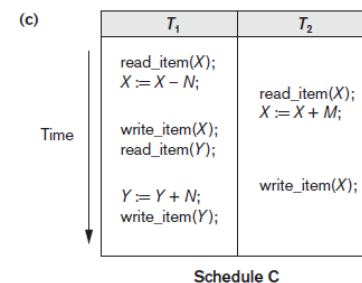 (c)
T₁ T₂
read_item(X);
X := X – N;
read_item(X);
X := X + M;
Time
write_item(X);
read_item(Y);
write_item(X);
Y := Y + N;
write_item(Y);
Schedule C